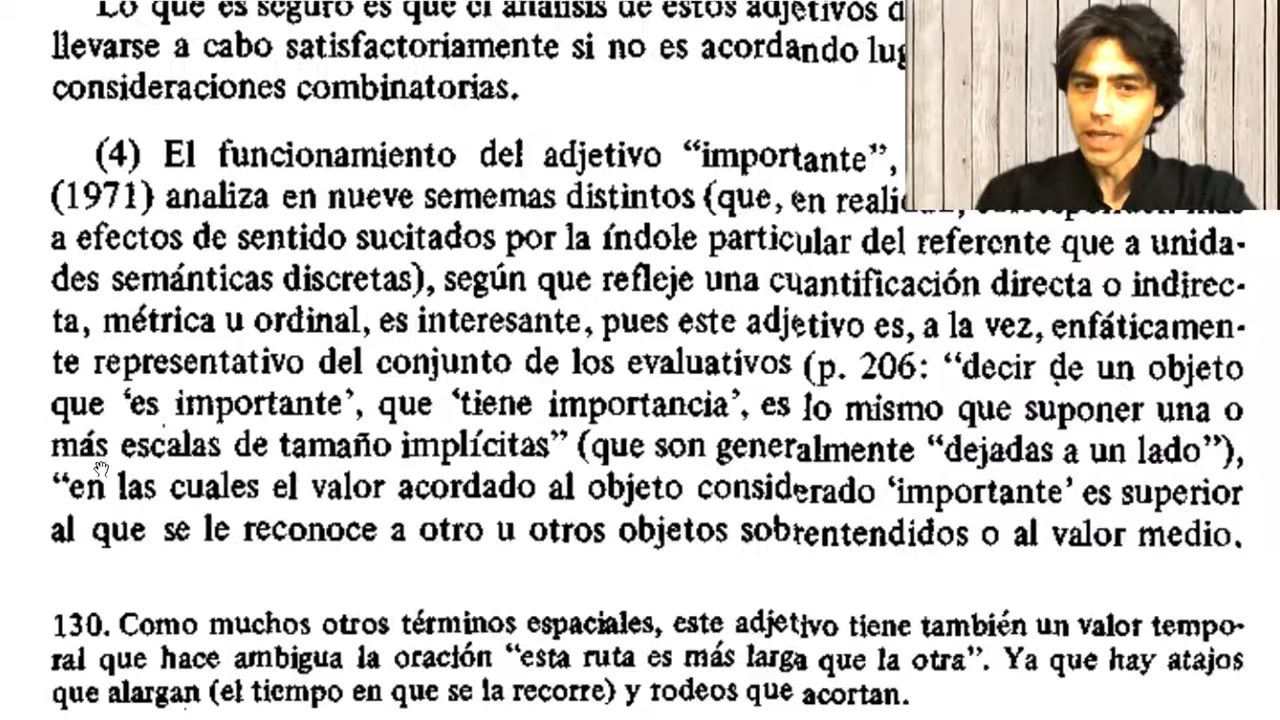 Lo que es seguro es que el análisis de estos adjetivos
llevarse a cabo satisfactoriamente si no es acordando
consideraciones combinatorias.
(4) El funcionamiento del adjetivo “importante”,
(1971) analiza en nueve sememas distintos (que, en
a efectos de sentido sucitados por la índole particular del referente que a unida-
des semánticas discretas), según que refleje una cuantificación directa o indirec-
ta, métrica u ordinal, es interesante, pues este adjetivo es, a la vez, enfáticamen-
te representativo del conjunto de los evaluativos (p. 206: “decir de un objeto
que ‘es importante’, que ‘tiene importancia’, es lo mismo que suponer una o
más escalas de tamaño implícitas” (que son generalmente “dejadas a un lado”),
“en las cuales el valor acordado al objeto considerado ‘importante’ es superior
al que se le reconoce a otro u otros objetos sobrentendidos o al valor medio.
130. Como muchos otros términos espaciales, este adjetivo tiene también un valor tempo-
ral que hace ambigua la oración “esta ruta es más larga que la otra”. Ya que hay atajos
que alargan (el tiempo en que se la recorre) y rodeos que acortan.